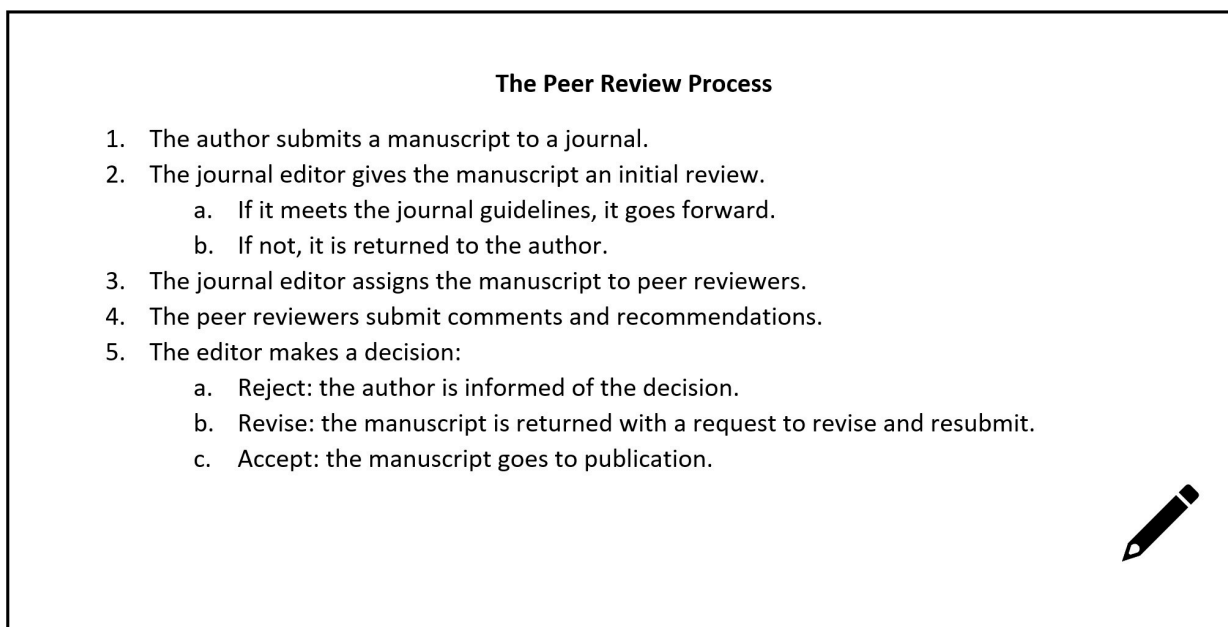 The Peer Review Process
1. The author submits a manuscript to a journal.
2. The journal editor gives the manuscript an initial review.
a. If it meets the journal guidelines, it goes forward.
b. If not, it is returned to the author.
3. The journal editor assigns the manuscript to peer reviewers.
4. The peer reviewers submit comments and recommendations.
5. The editor makes a decision:
a. Reject: the author is informed of the decision.
b. Revise: the manuscript is returned with a request to revise and resubmit.
c. Accept: the manuscript goes to publication.